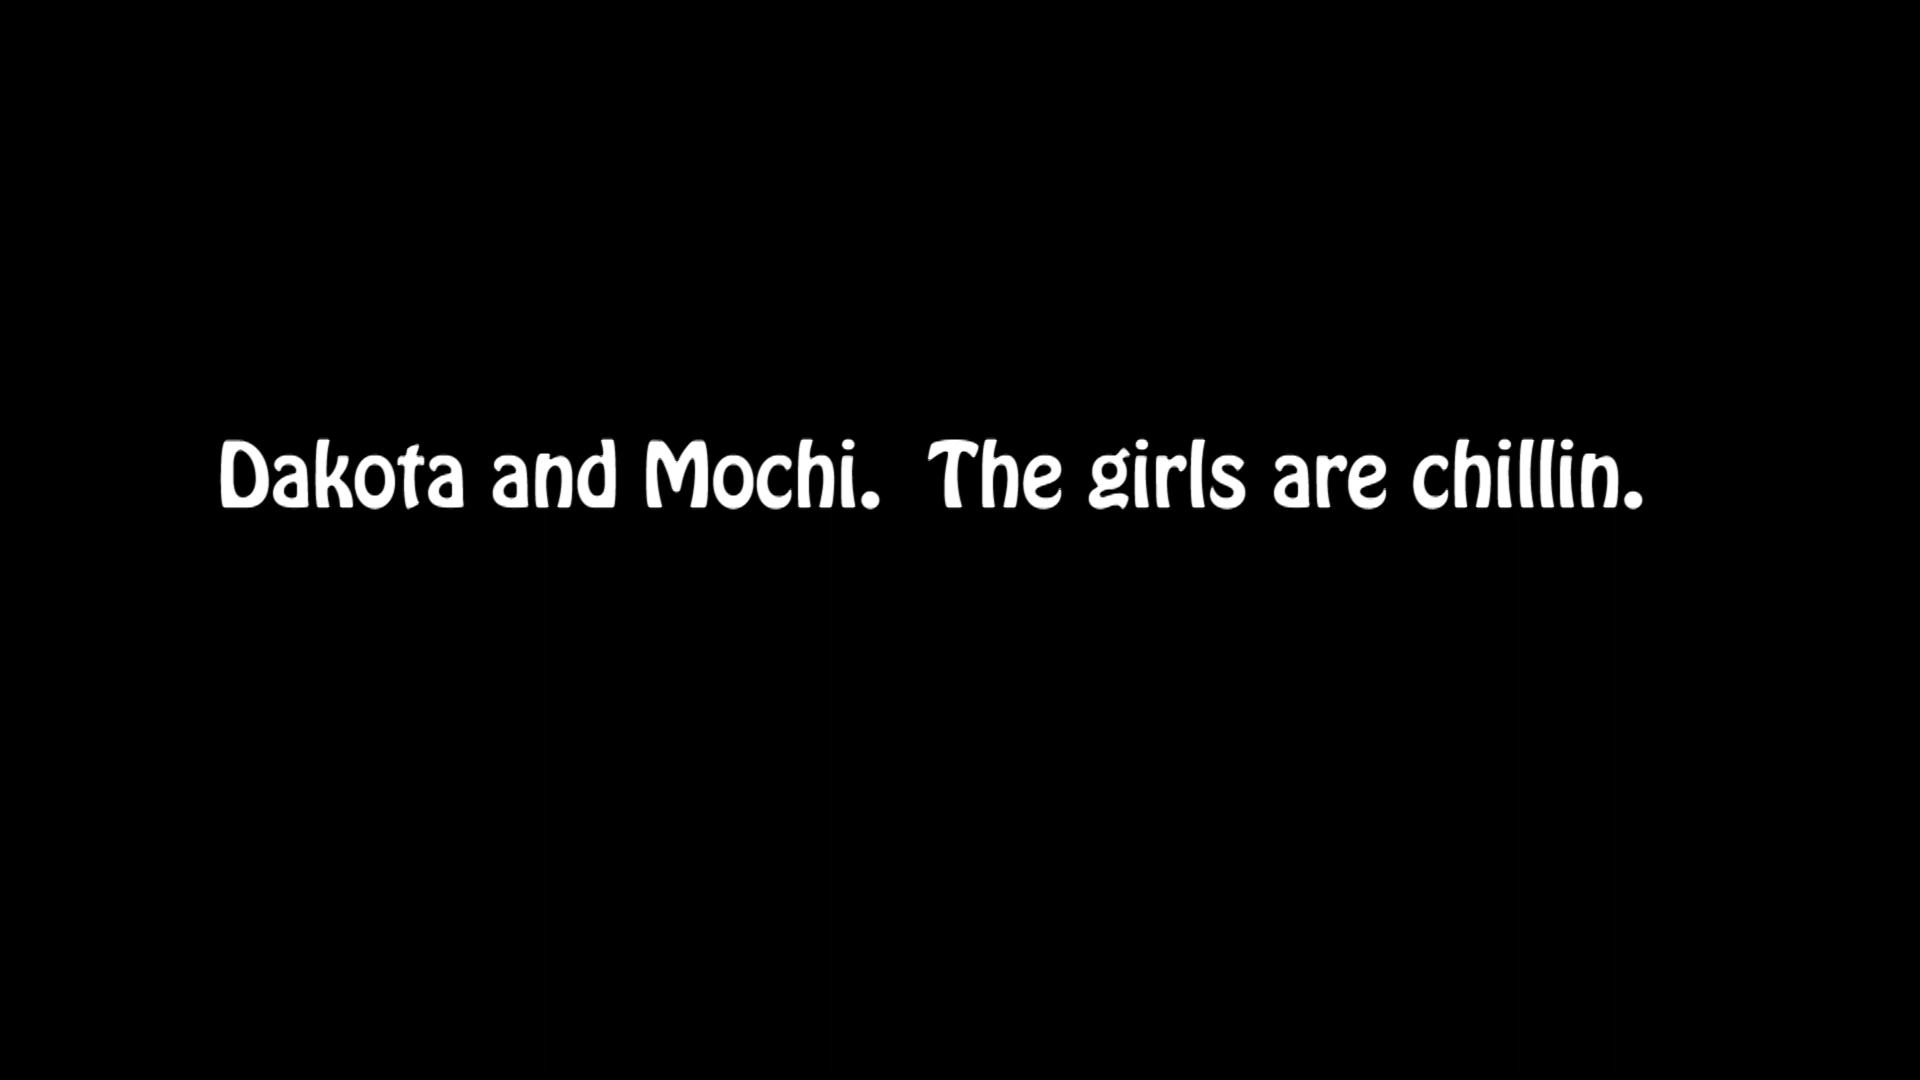 Dakota and Mochi.  The girls are chillin.